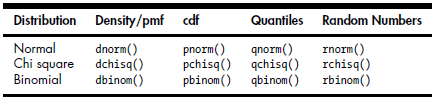 Distribution Density/pmf cdf Quantiles Random Numbers
Normal dnorm() pnorm() qnorm() rnorm()
Chi square dchisq() pchisq() qchisq() rchisq()
Binomial dbinom() pbinom() qbinom() rbinom()